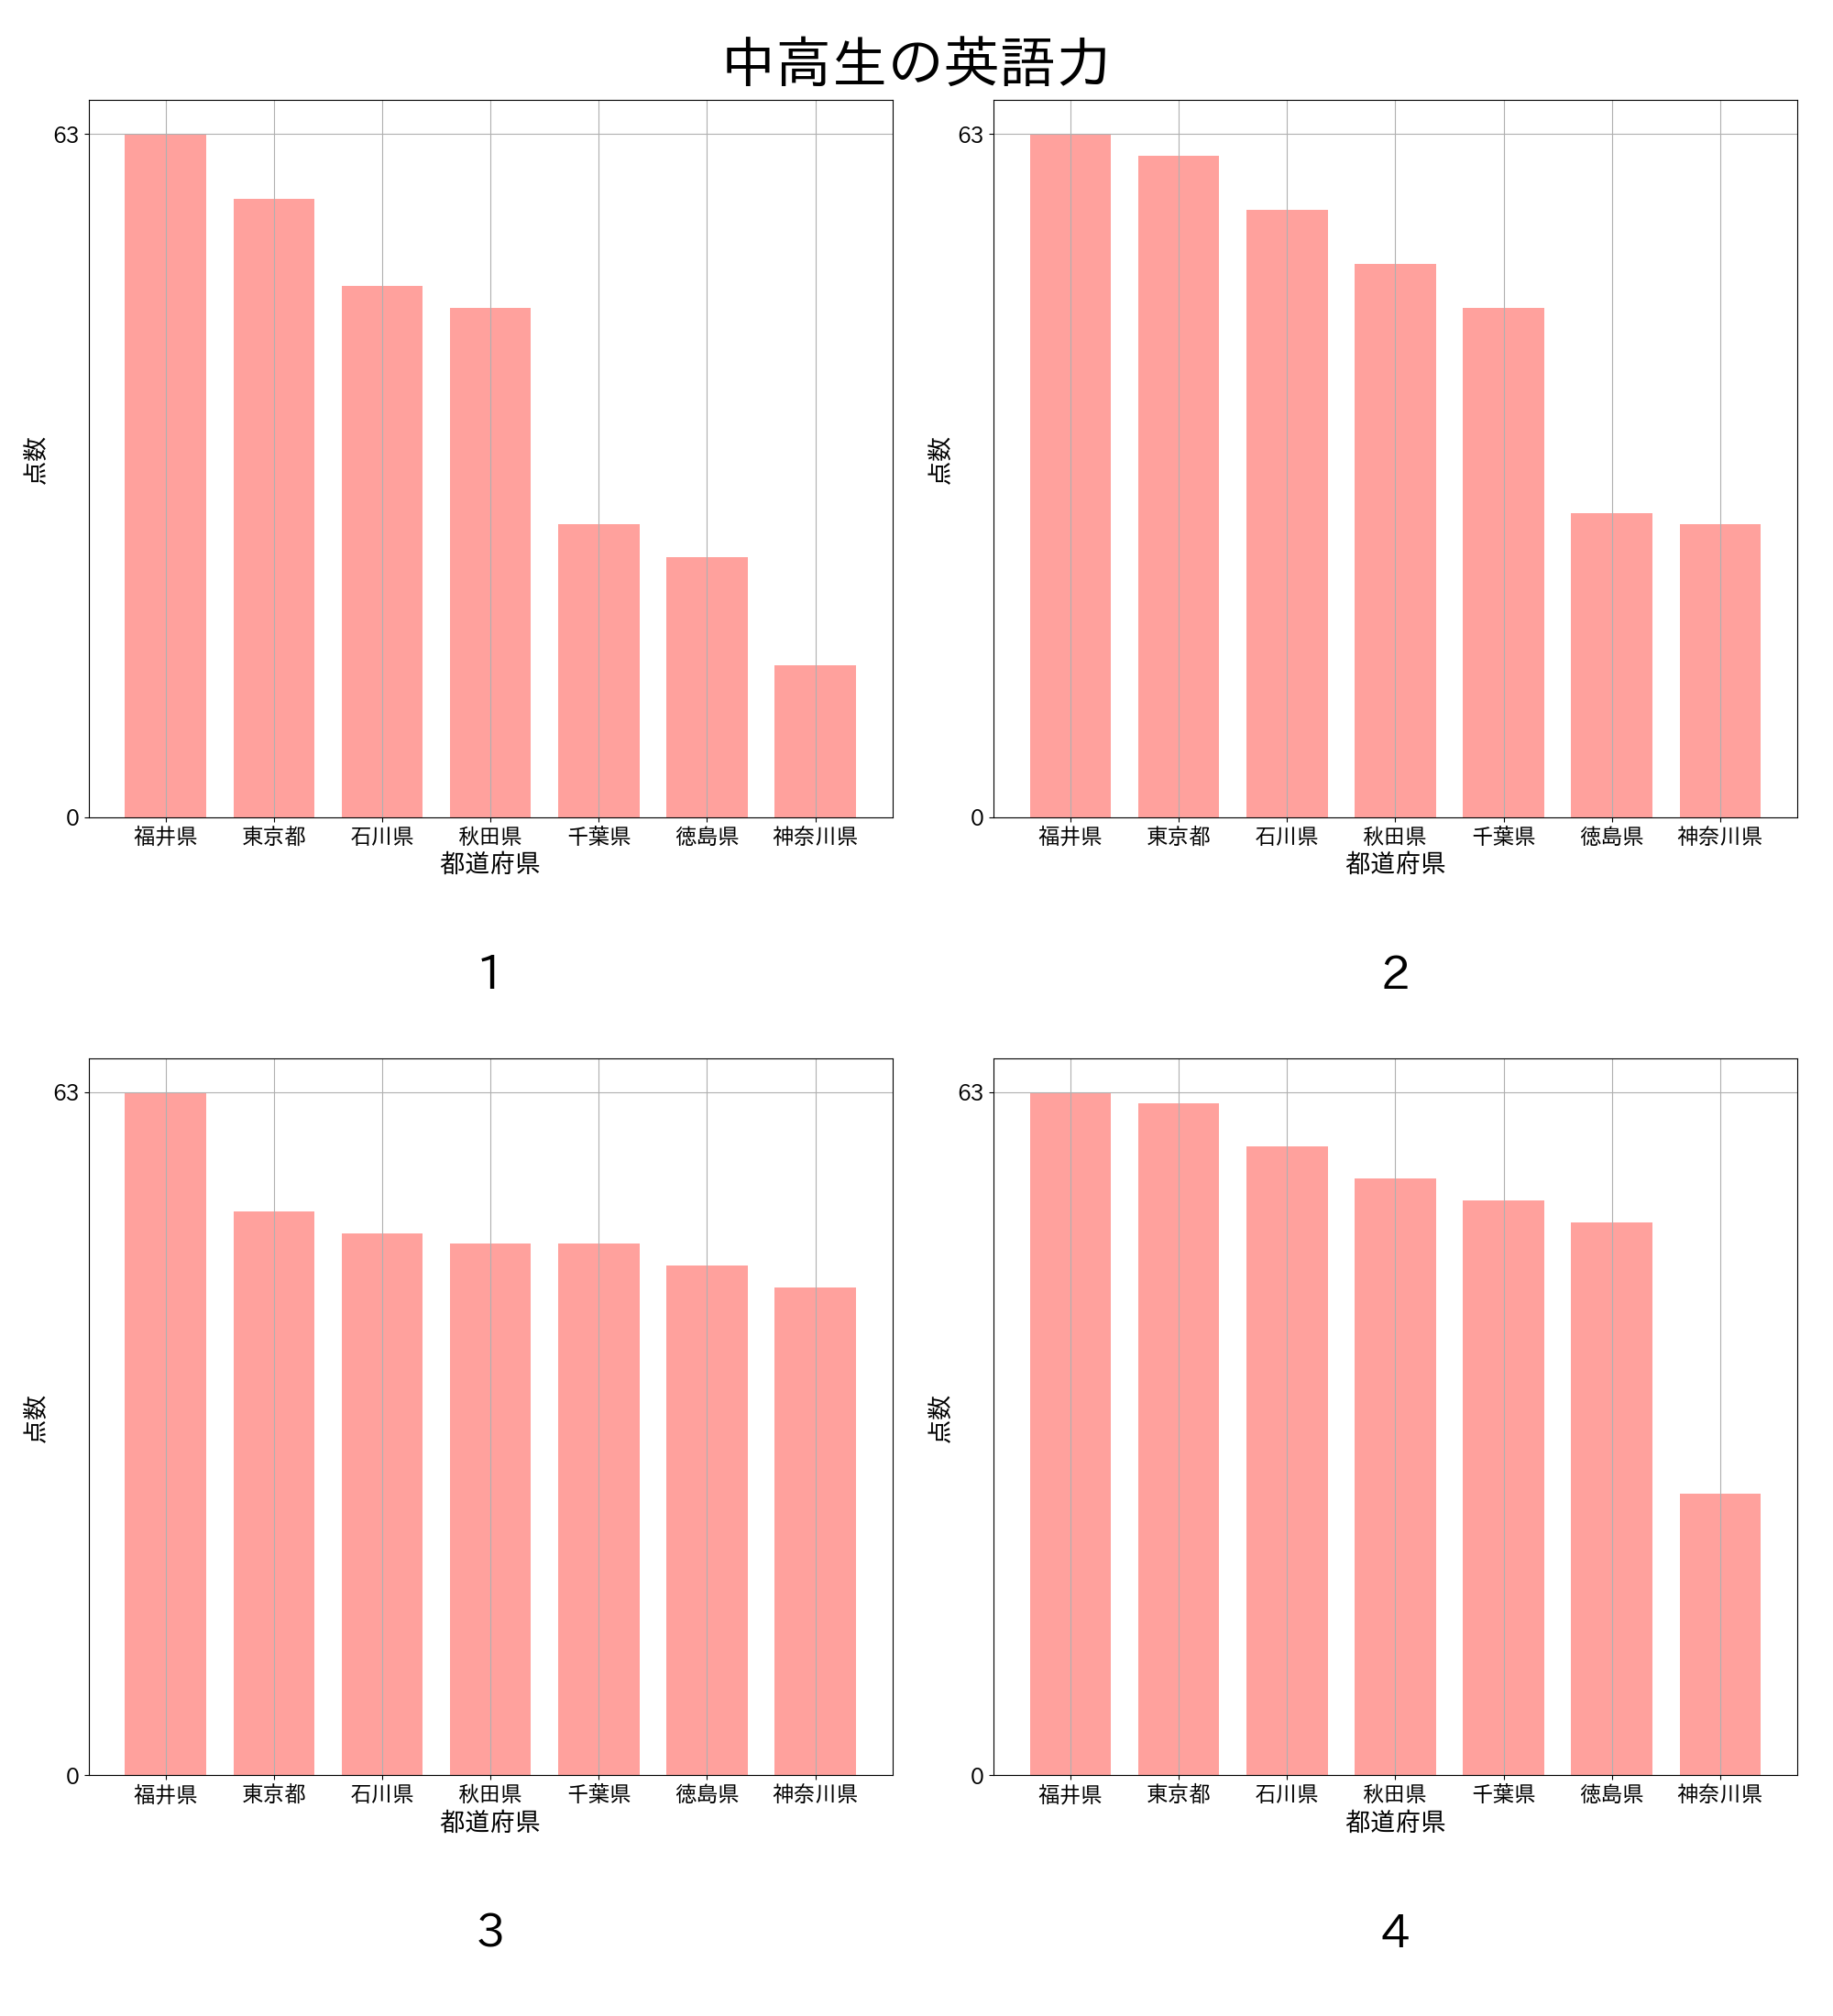 中高生の英語力
63
0
点数
福井県 東京都 石川県 秋田県 千葉県 徳島県 神奈川県
都道府県
1
63
0
点数
福井県 東京都 石川県 秋田県 千葉県 徳島県 神奈川県
都道府県
2
63
0
点数
福井県 東京都 石川県 秋田県 千葉県 徳島県 神奈川県
都道府県
3
63
0
点数
福井県 東京都 石川県 秋田県 千葉県 徳島県 神奈川県
都道府県
4